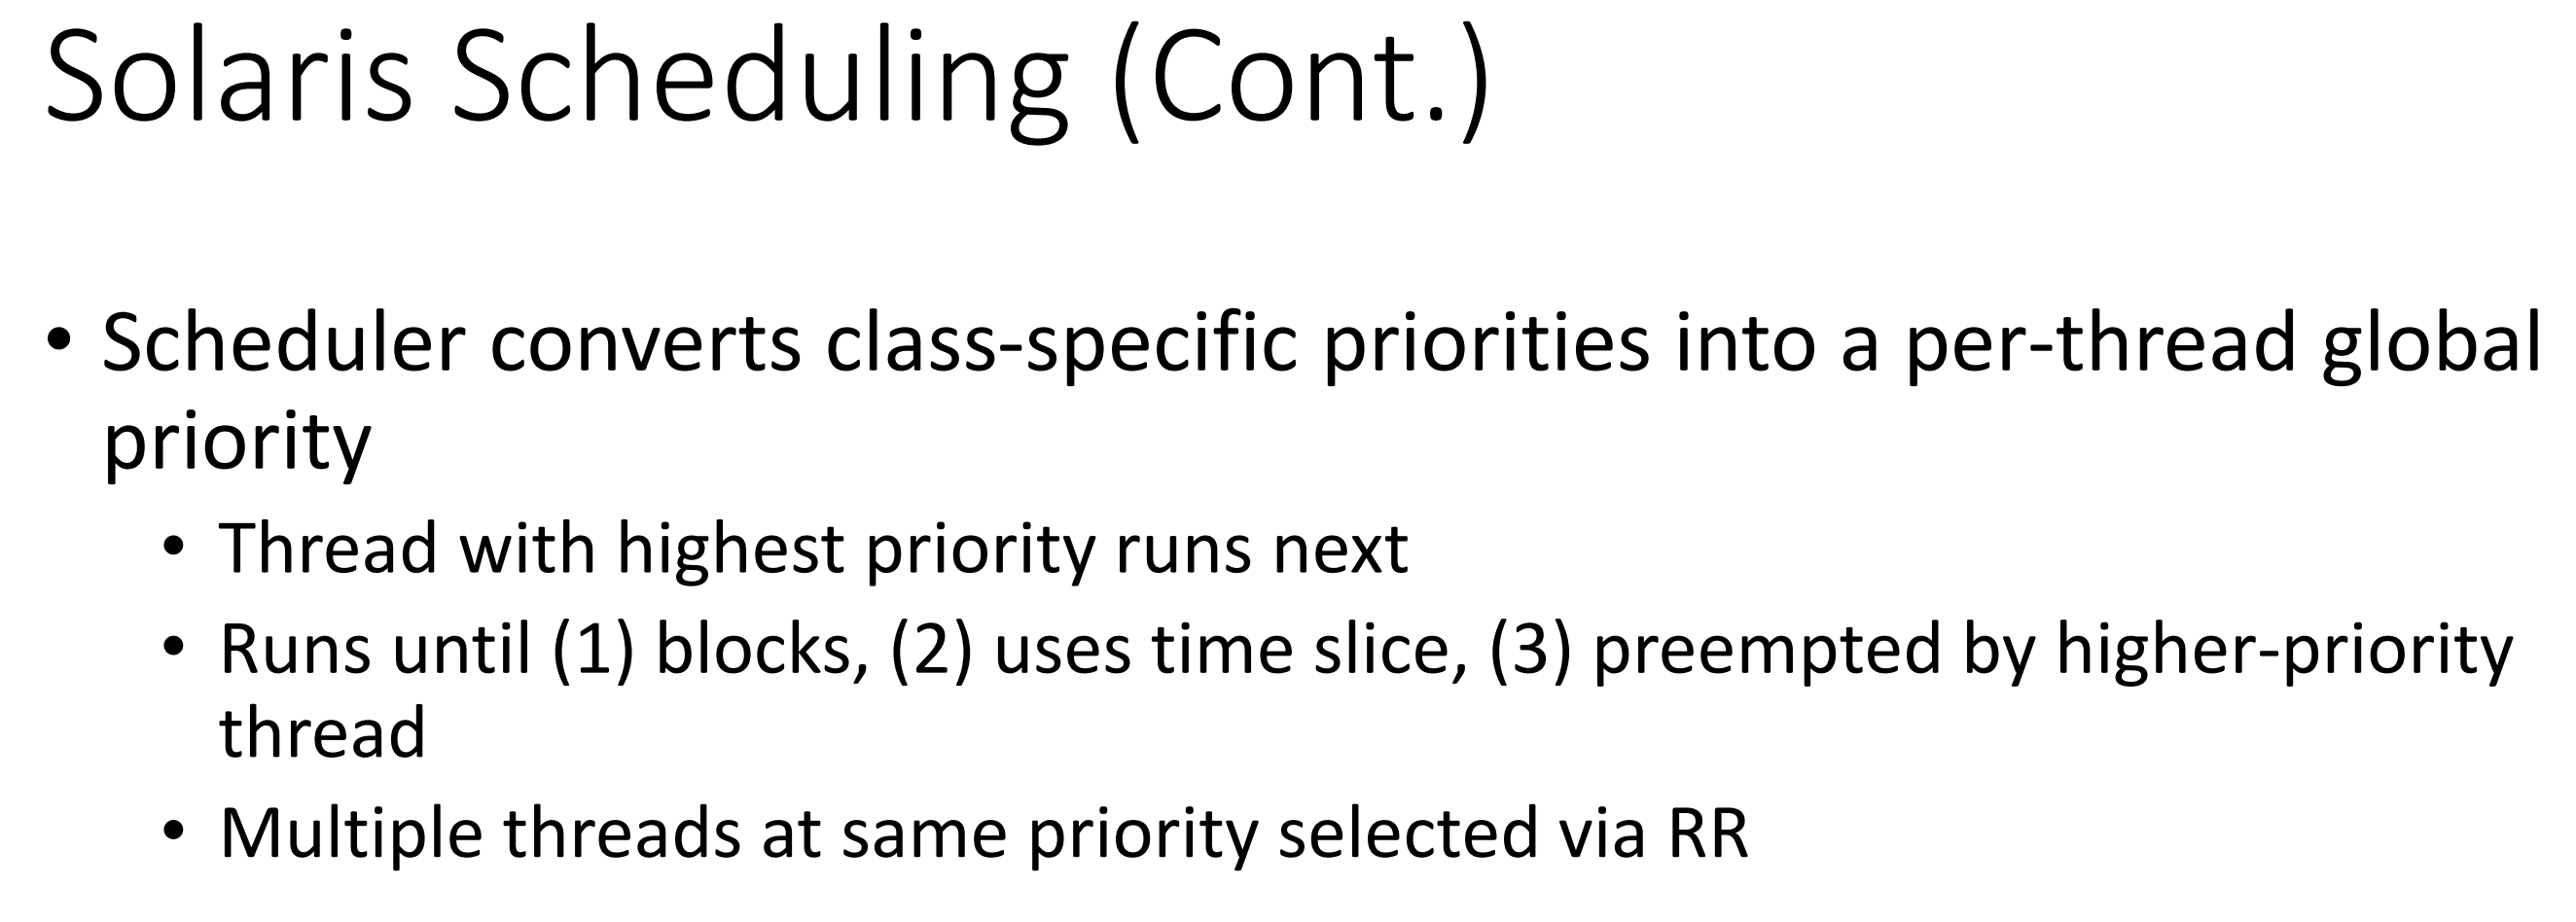 Solaris Scheduling (Cont.)
• Scheduler converts class-specific priorities into a per-thread global
priority
• Thread with highest priority runs next
• Runs until (1) blocks, (2) uses time slice, (3) preempted by higher-priority
thread
• Multiple threads at same priority selected via RR